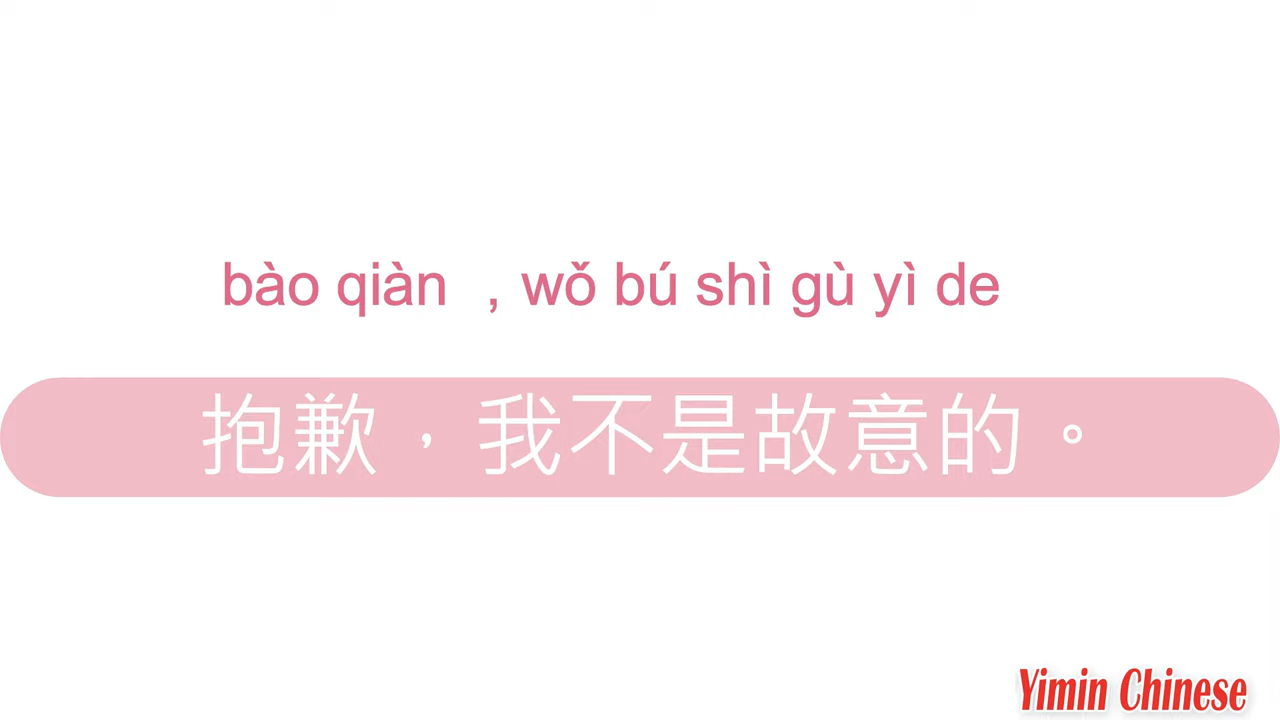 bào qiàn , wǒ bú shì gù yì de
抱歉，我不是故意的。
Yimin Chinese